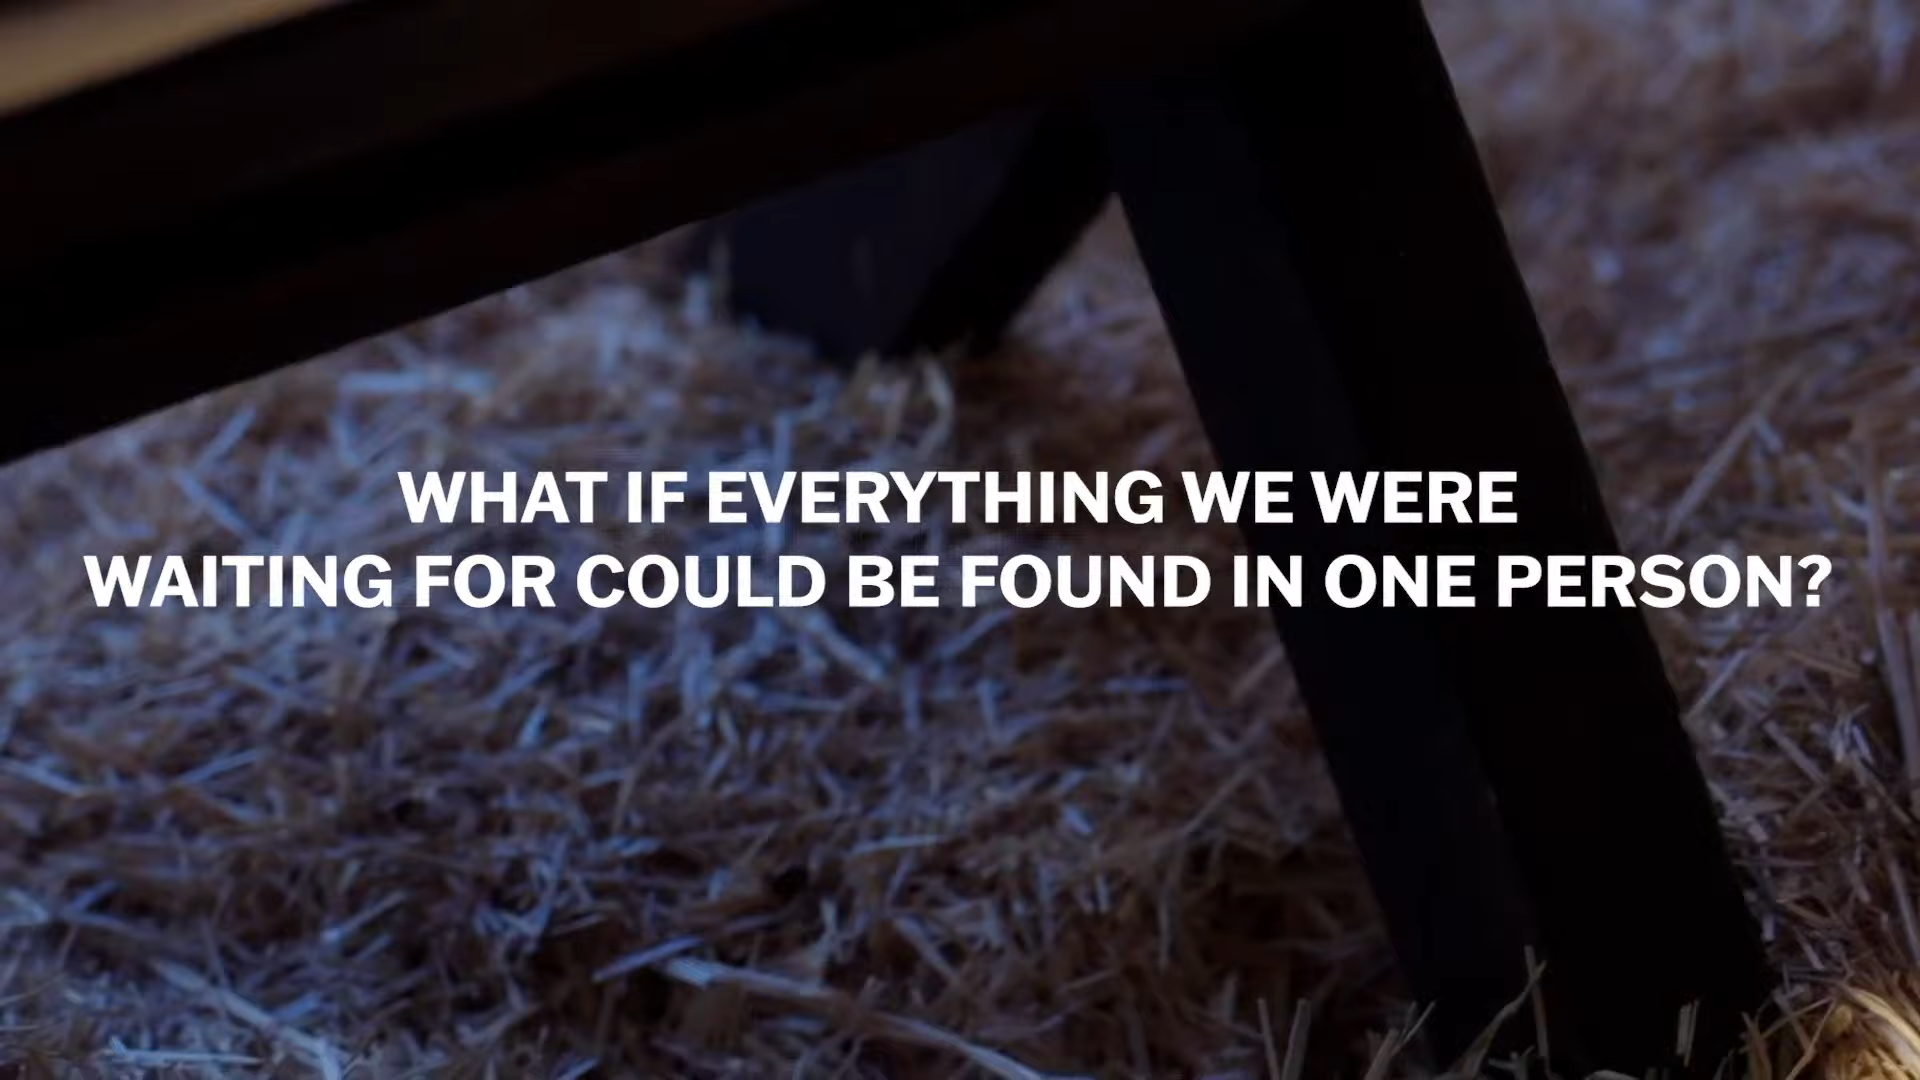 WHAT IF EVERYTHING WE WERE
WAITING FOR COULD BE FOUND IN ONE PERSON?